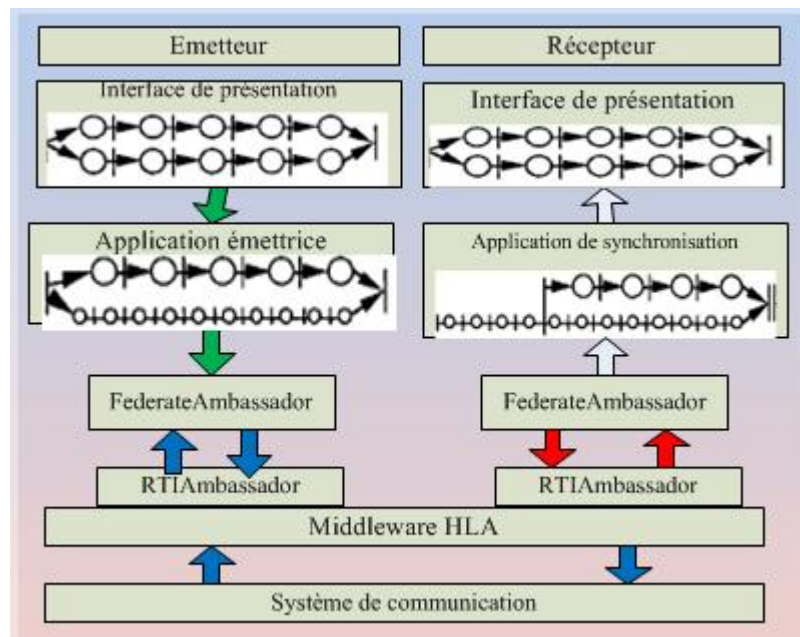 Emetteur
Récepteur
Interface de présentation
Interface de présentation
Application émettrice
Application de synchronisation
FederateAmbassador
FederateAmbassador
RTIAmbassador
RTIAmbassador
Middleware HLA
Système de communication